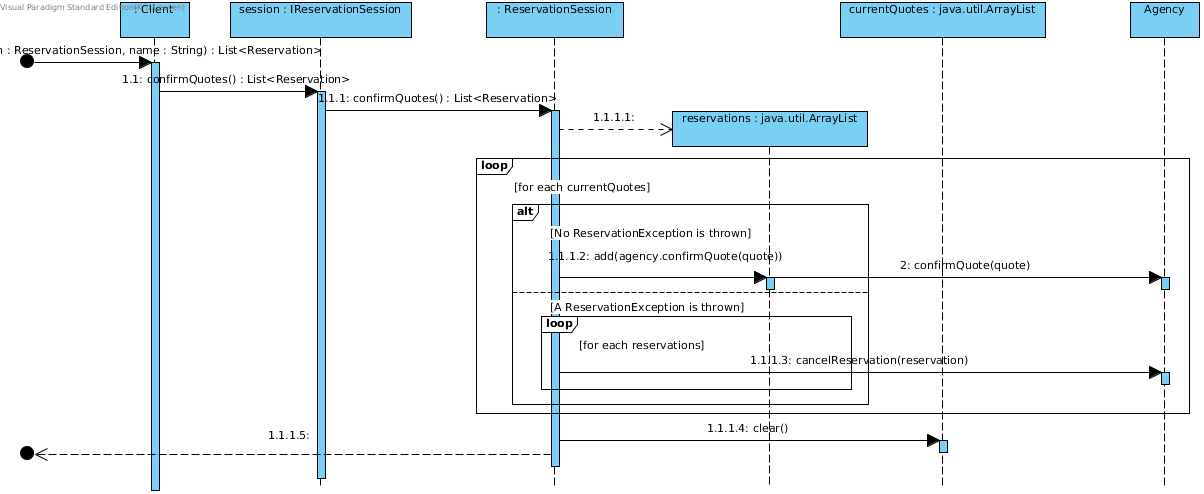 Visual Paradigm Standard Edition
: Client
session : IReservationSession
: ReservationSession
currentQuotes : java.util.ArrayList
Agency
: ReservationSession, name : String) : List<Reservation>
1.1: confirmQuotes() : List<Reservation>
1.1.1: confirmQuotes() : List<Reservation>
1.1.1.1:
reservations : java.util.ArrayList
loop
[for each currentQuotes]
alt
[No ReservationException is thrown]
1.1.1.2: add(agency.confirmQuote(quote))
2: confirmQuote(quote)
[A ReservationException is thrown]
loop
[for each reservations]
1.1.1.3: cancelReservation(reservation)
1.1.1.4: clear()
1.1.1.5: